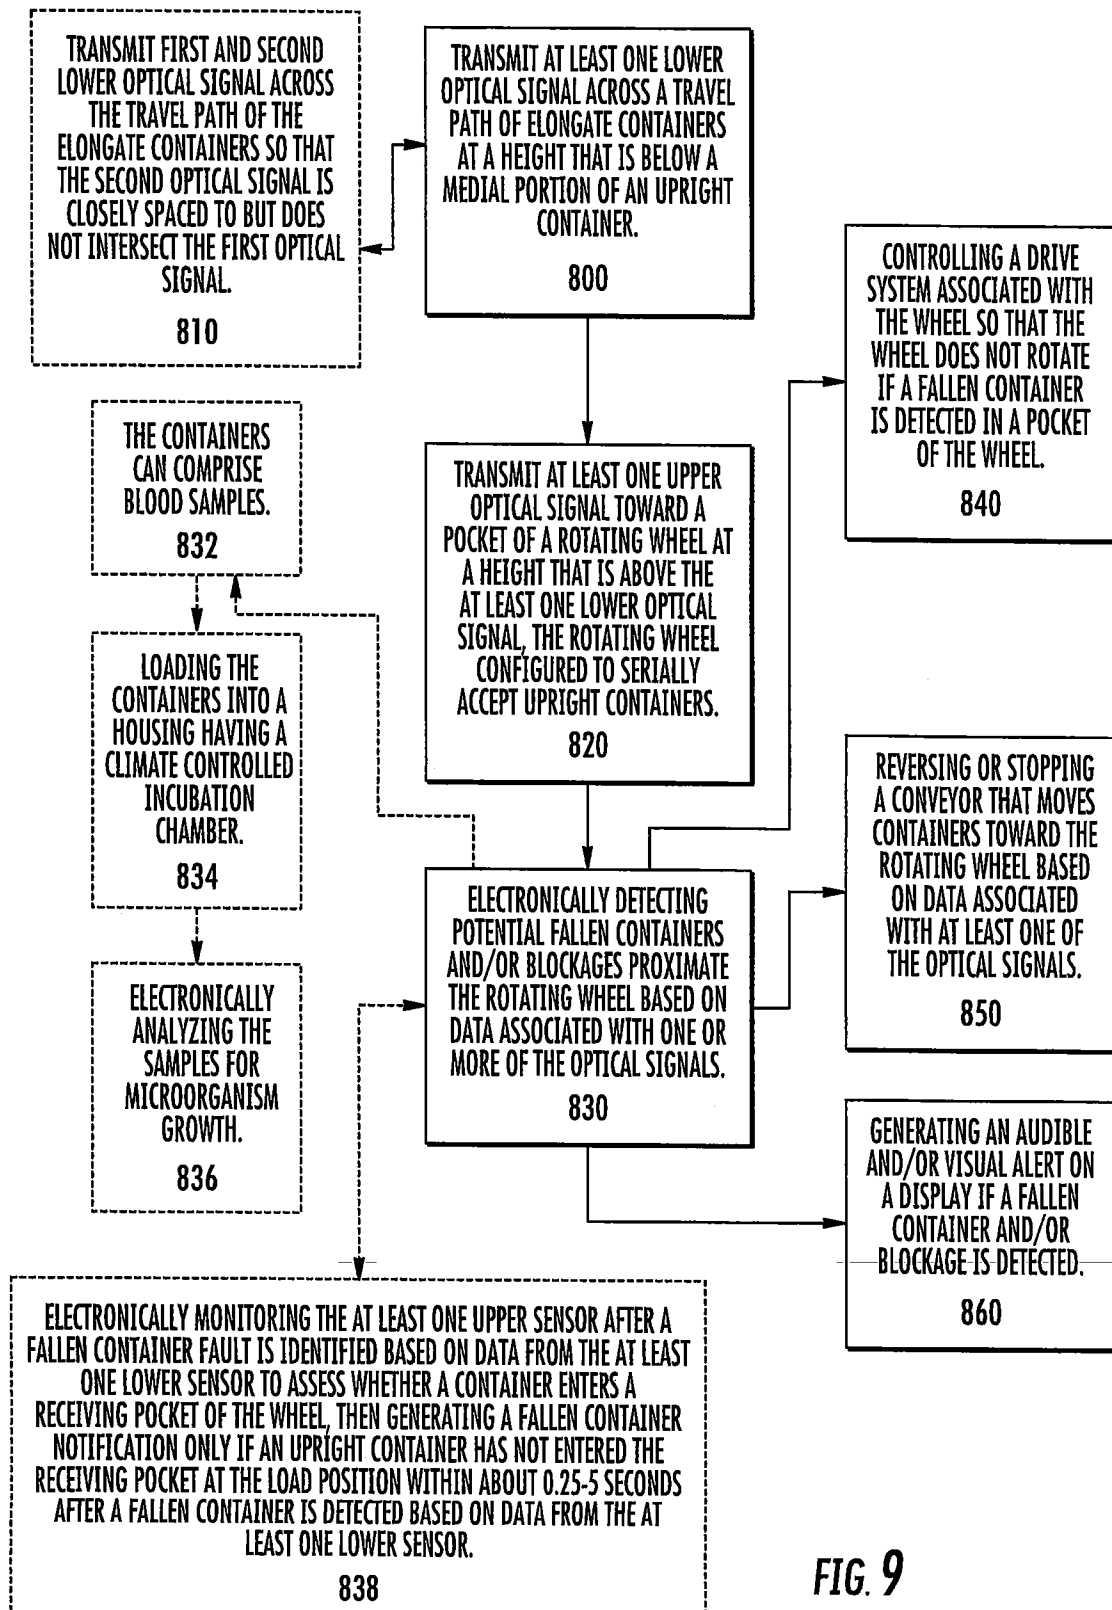 TRANSMIT FIRST AND SECOND
LOWER OPTICAL SIGNAL ACROSS
THE TRAVEL PATH OF THE
ELONGATE CONTAINERS SO THAT
THE SECOND OPTICAL SIGNAL IS
CLOSELY SPACED TO BUT DOES
NOT INTERSECT THE FIRST OPTICAL
SIGNAL.
810
TRANSMIT AT LEAST ONE LOWER
OPTICAL SIGNAL ACROSS A TRAVEL
PATH OF ELONGATE CONTAINERS
AT A HEIGHT THAT IS BELOW A
MEDIAL PORTION OF AN UPRIGHT
CONTAINER.
800
CONTROLLING A DRIVE
SYSTEM ASSOCIATED WITH
THE WHEEL SO THAT THE
WHEEL DOES NOT ROTATE
IF A FALLEN CONTAINER
IS DETECTED IN A POCKET
OF THE WHEEL.
840
THE CONTAINERS
CAN COMPRISE
BLOOD SAMPLES.
832
TRANSMIT AT LEAST ONE UPPER
OPTICAL SIGNAL TOWARD A
POCKET OF A ROTATING WHEEL AT
A HEIGHT THAT IS ABOVE THE
AT LEAST ONE LOWER OPTICAL
SIGNAL, THE ROTATING WHEEL
CONFIGURED TO SERIALLY
ACCEPT UPRIGHT CONTAINERS.
820
LOADING THE
CONTAINERS INTO A
HOUSING HAVING A
CLIMATE CONTROLLED
INCUBATION
CHAMBER.
834
REVERSING OR STOPPING
A CONVEYOR THAT MOVES
CONTAINERS TOWARD THE
ROTATING WHEEL BASED
ON DATA ASSOCIATED
WITH AT LEAST ONE OF
THE OPTICAL SIGNALS.
850
ELECTRONICALLY DETECTING
POTENTIAL FALLEN CONTAINERS
AND/OR BLOCKAGES PROXIMATE
THE ROTATING WHEEL BASED ON
DATA ASSOCIATED WITH ONE OR
MORE OF THE OPTICAL SIGNALS.
830
ELECTRONICALLY
ANALYZING THE
SAMPLES FOR
MICROORGANISM
GROWTH.
836
GENERATING AN AUDIBLE
AND/OR VISUAL ALERT ON
A DISPLAY IF A FALLEN
CONTAINER AND/OR
BLOCKAGE IS DETECTED.
860
ELECTRONICALLY MONITORING THE AT LEAST ONE UPPER SENSOR AFTER A
FALLEN CONTAINER FAULT IS IDENTIFIED BASED ON DATA FROM THE AT LEAST
ONE LOWER SENSOR TO ASSESS WHETHER A CONTAINER ENTERS A
RECEIVING POCKET OF THE WHEEL, THEN GENERATING A FALLEN CONTAINER
NOTIFICATION ONLY IF AN UPRIGHT CONTAINER HAS NOT ENTERED THE
RECEIVING POCKET AT THE LOAD POSITION WITHIN ABOUT 0.25-5 SECONDS
AFTER A FALLEN CONTAINER IS DETECTED BASED ON DATA FROM THE AT
LEAST ONE LOWER SENSOR.
838
FIG. 9